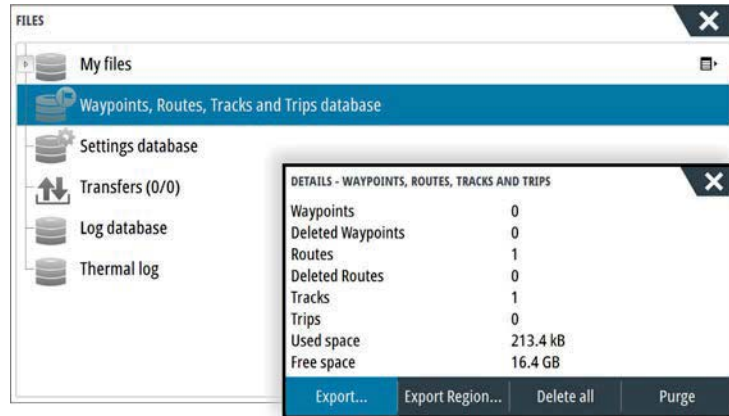 FILES
My files
Waypoints, Routes, Tracks and Trips database
Settings database
Transfers (0/0)
Log database
Thermal log
DETAILS - WAYPOINTS, ROUTES, TRACKS AND TRIPS
Waypoints 0
Deleted Waypoints 0
Routes 1
Deleted Routes 0
Tracks 1
Trips 0
Used space 213.4 kB
Free space 16.4 GB
Export... Export Region... Delete all Purge